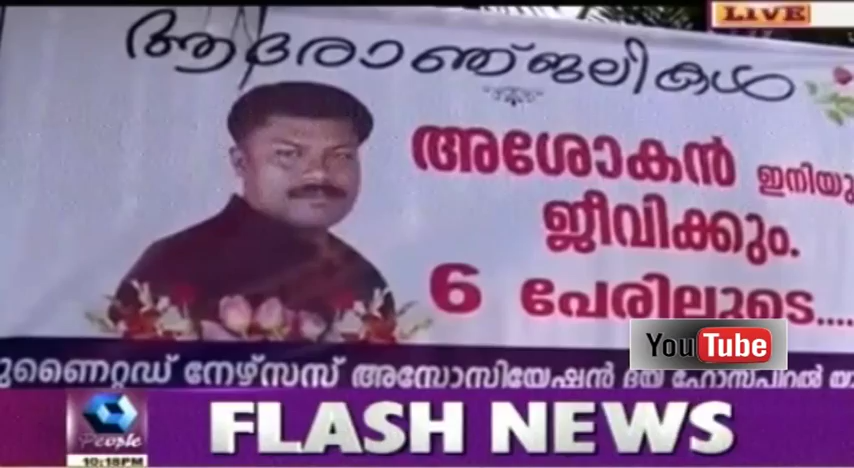 LIVE
ആദരാഞ്ജലികൾ
അശോകൻ ഇനിയു
ജീവിക്കും.
6 പേരിലൂടെ.....
YouTube
ുണൈറ്റഡ് നേഴ്സസ് അസോസിയേഷൻ ദയ ഹോസ്പിറ്റൽ
FLASH NEWS
People
10:18PM